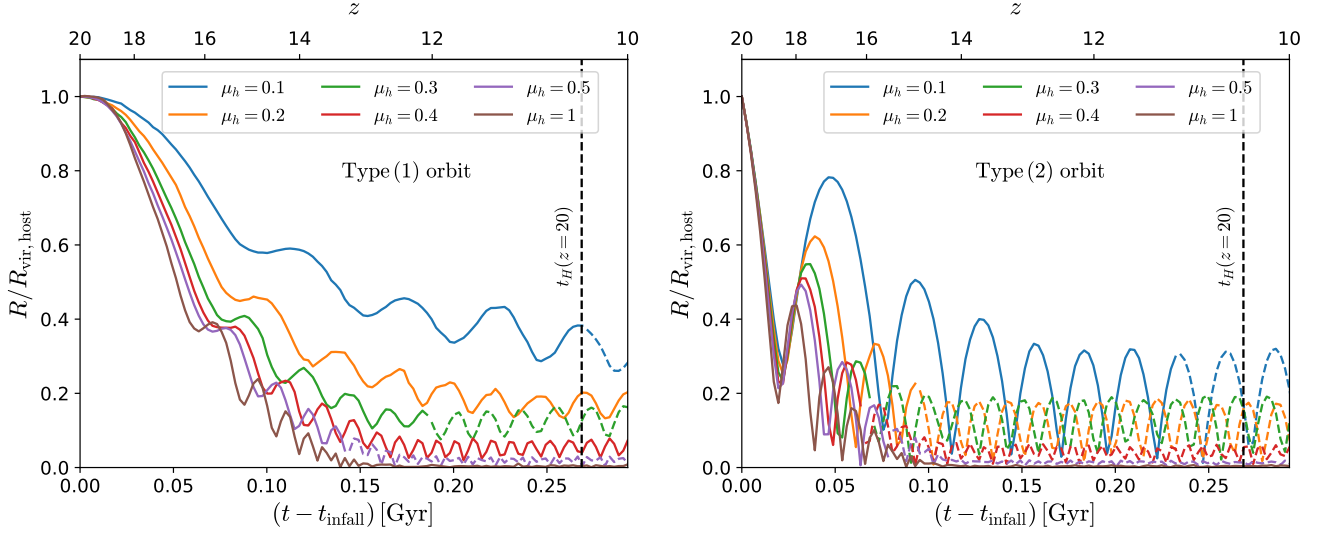 z
20 18 16 14 12 10
μ_h = 0.1 μ_h = 0.3 μ_h = 0.5
μ_h = 0.2 μ_h = 0.4 μ_h = 1
Type (1) orbit
t_H(z = 20)
R/R_vir, host
1.0
0.8
0.6
0.4
0.2
0.0
0.00 0.05 0.10 0.15 0.20 0.25
(t − t_infall) [Gyr]
z
20 18 16 14 12 10
μ_h = 0.1 μ_h = 0.3 μ_h = 0.5
μ_h = 0.2 μ_h = 0.4 μ_h = 1
Type (2) orbit
t_H(z = 20)
R/R_vir, host
1.0
0.8
0.6
0.4
0.2
0.0
0.00 0.05 0.10 0.15 0.20 0.25
(t − t_infall) [Gyr]